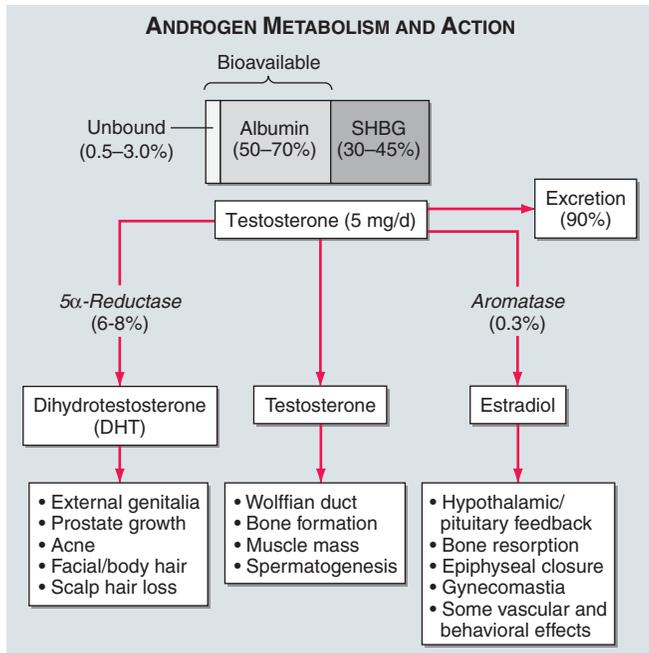 ANDROGEN METABOLISM AND ACTION
Bioavailable
Unbound
(0.5–3.0%)
Albumin
(50–70%)
SHBG
(30–45%)
Testosterone (5 mg/d)
Excretion
(90%)
5α-Reductase
(6-8%)
Aromatase
(0.3%)
Dihydrotestosterone
(DHT)
Testosterone
Estradiol
• External genitalia
• Prostate growth
• Acne
• Facial/body hair
• Scalp hair loss
• Wolffian duct
• Bone formation
• Muscle mass
• Spermatogenesis
• Hypothalamic/
pituitary feedback
• Bone resorption
• Epiphyseal closure
• Gynecomastia
• Some vascular and
behavioral effects